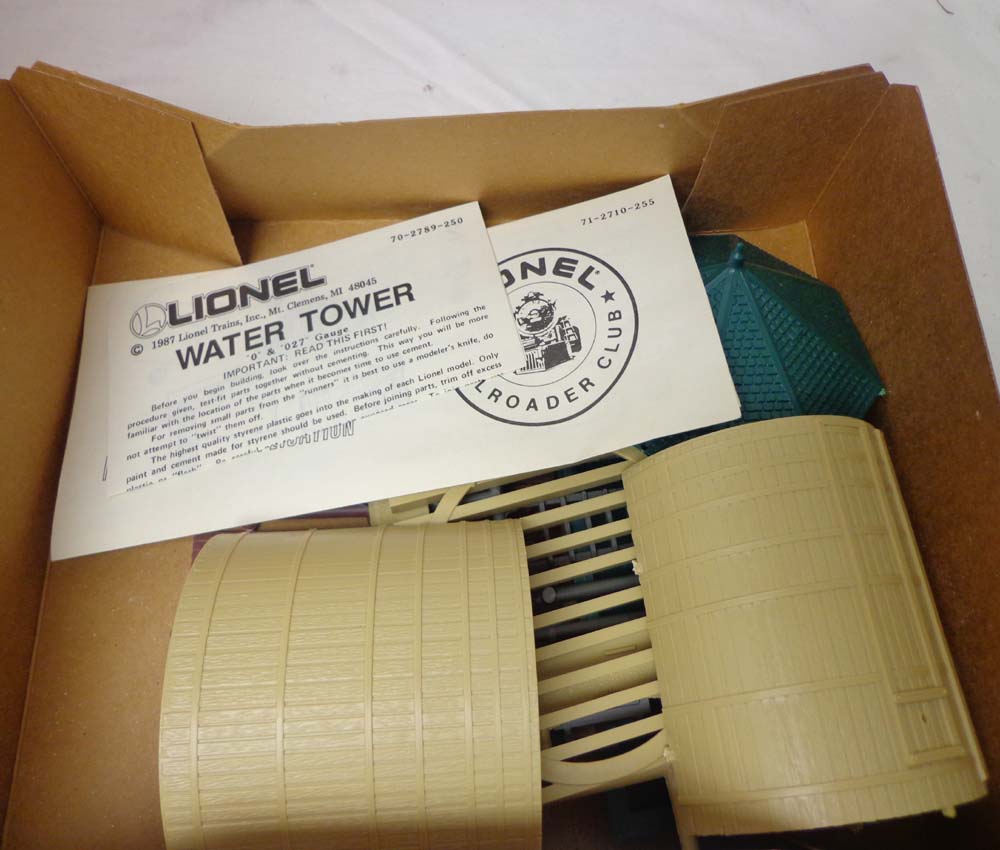 70-2789-250
LIONEL®
© 1987 Lionel Trains, Inc., Mt. Clemens, MI 48045
WATER TOWER
'O' & '027' Gauge
IMPORTANT: READ THIS FIRST!
Before you begin building, look over the instructions carefully. Following the
procedure given, test-fit parts together without cementing. This way you will be more
familiar with the location of the parts when it becomes time to use cement.
For removing small parts from the "runners" it is best to use a modeler's knife, do
not attempt to "twist" them off.
The highest quality styrene plastic goes into the making of each Lionel model. Only
paint and cement made for styrene should be used. Before joining parts, trim off excess
plastic or "flash". Be careful,
71-2710-255
ONEL®
LROADER CLUB